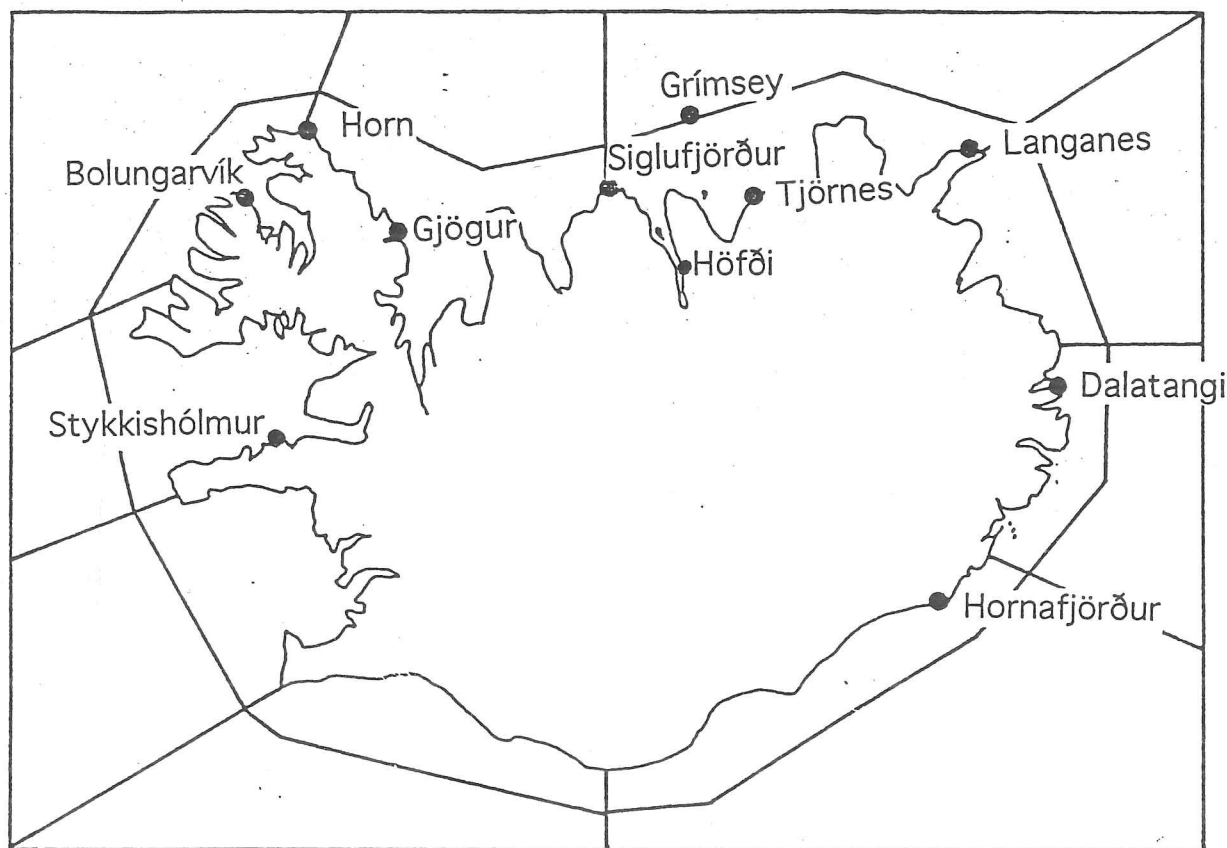 Grímsey
Horn
Langanes
Siglufjörður
Bolungarvík
Tjörnes
Gjögur
Höfði
Dalatangi
Stykkishólmur
Hornafjörður